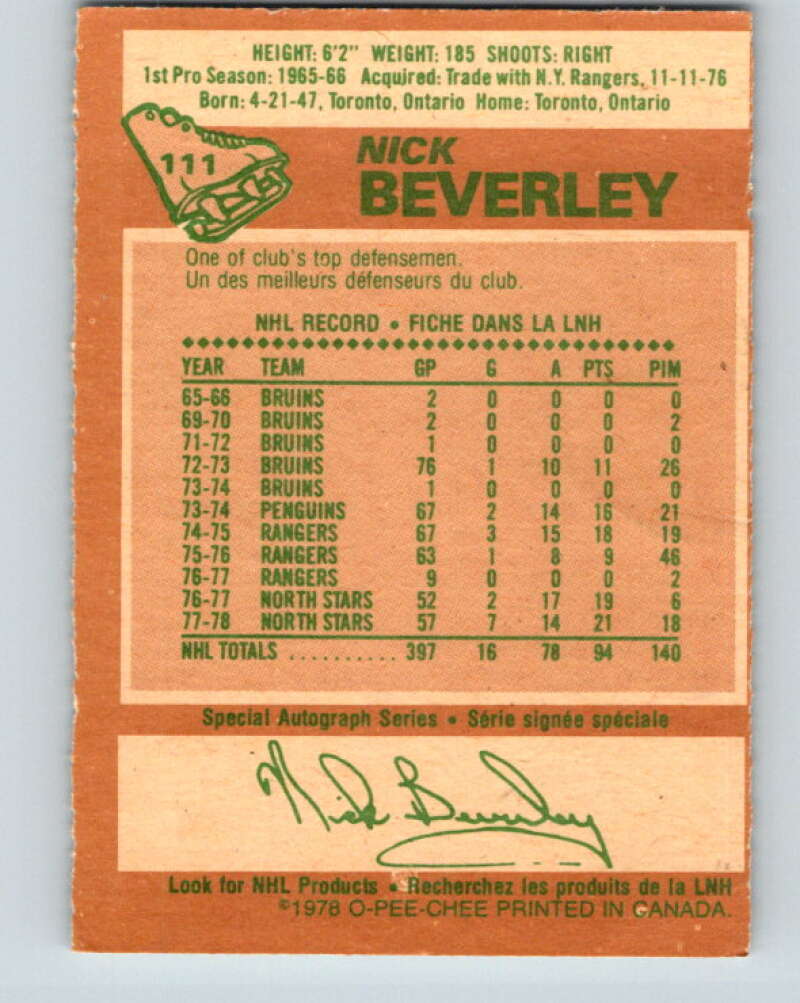 HEIGHT: 6'2" WEIGHT: 185 SHOOTS: RIGHT
1st Pro Season: 1965-66 Acquired: Trade with N.Y. Rangers, 11-11-76
Born: 4-21-47, Toronto, Ontario Home: Toronto, Ontario
111
NICK
BEVERLEY
One of club's top defensemen.
Un des meilleurs défenseurs du club.
NHL RECORD • FICHE DANS LA LNH
YEAR TEAM GP G A PTS PIM
65-66 BRUINS 2 0 0 0 0
69-70 BRUINS 2 0 0 0 2
71-72 BRUINS 1 0 0 0 0
72-73 BRUINS 76 1 10 11 26
73-74 BRUINS 1 0 0 0 0
73-74 PENGUINS 67 2 14 16 21
74-75 RANGERS 67 3 15 18 19
75-76 RANGERS 63 1 8 9 46
76-77 RANGERS 9 0 0 0 2
76-77 NORTH STARS 52 2 17 19 6
77-78 NORTH STARS 57 7 14 21 18
NHL TOTALS .......... 397 16 78 94 140
Special Autograph Series • Série signée spéciale
Nick Beverley
Look for NHL Products • Recherchez les produits de la LNH
©1978 O-PEE-CHEE PRINTED IN CANADA.